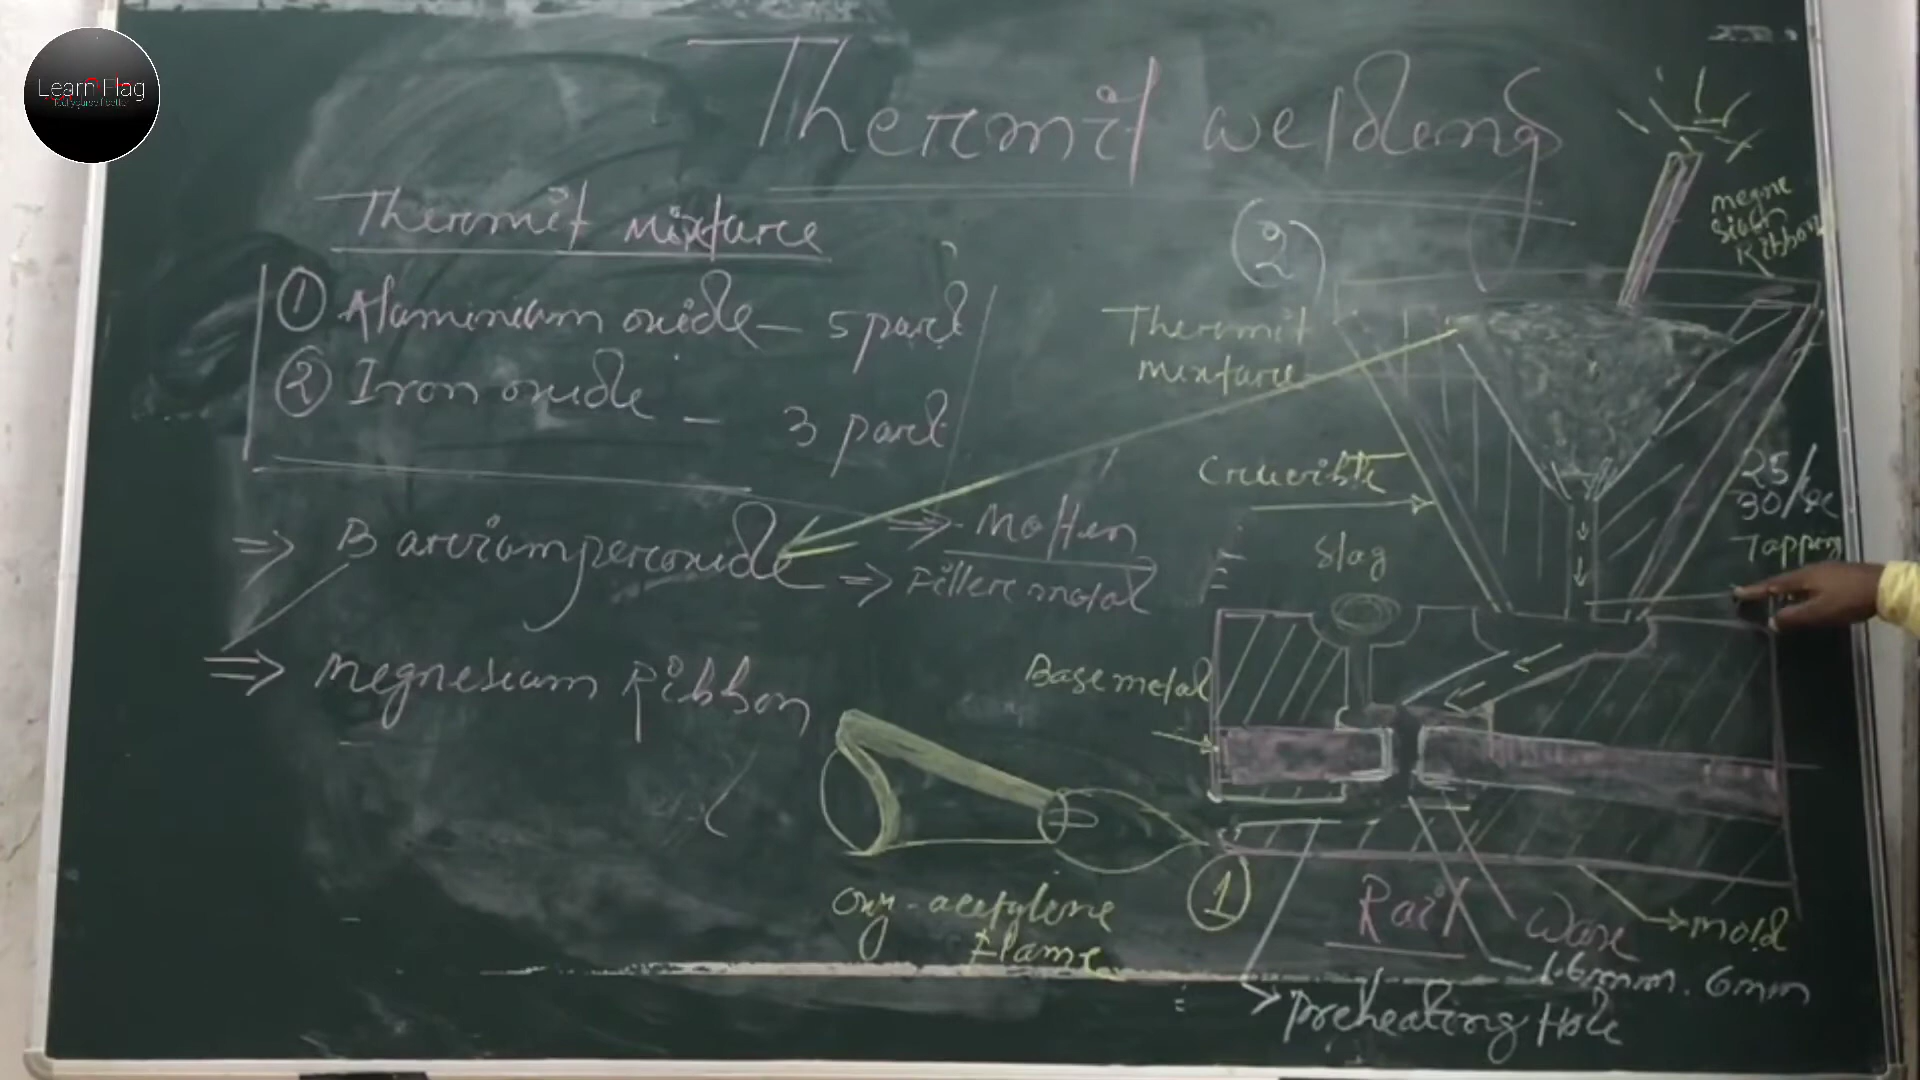 Learn Flag
Thermit welding
Thermit mixture
① Aluminium oxide - 5 part
② Iron oxide - 3 part
⇒ Bariumperoxide
⇒ Molten
⇒ Filler metal
⇒ Megnesium Ribbon
(2)
megne
sium
Ribbon
Thermit
mixture
Crucible
25/
30/sec
Tapping
Slag
Base metal
Oxy-acetylene
Flame
①
Rail
Wax
mold
1.6mm. 6mm
preheating Hole